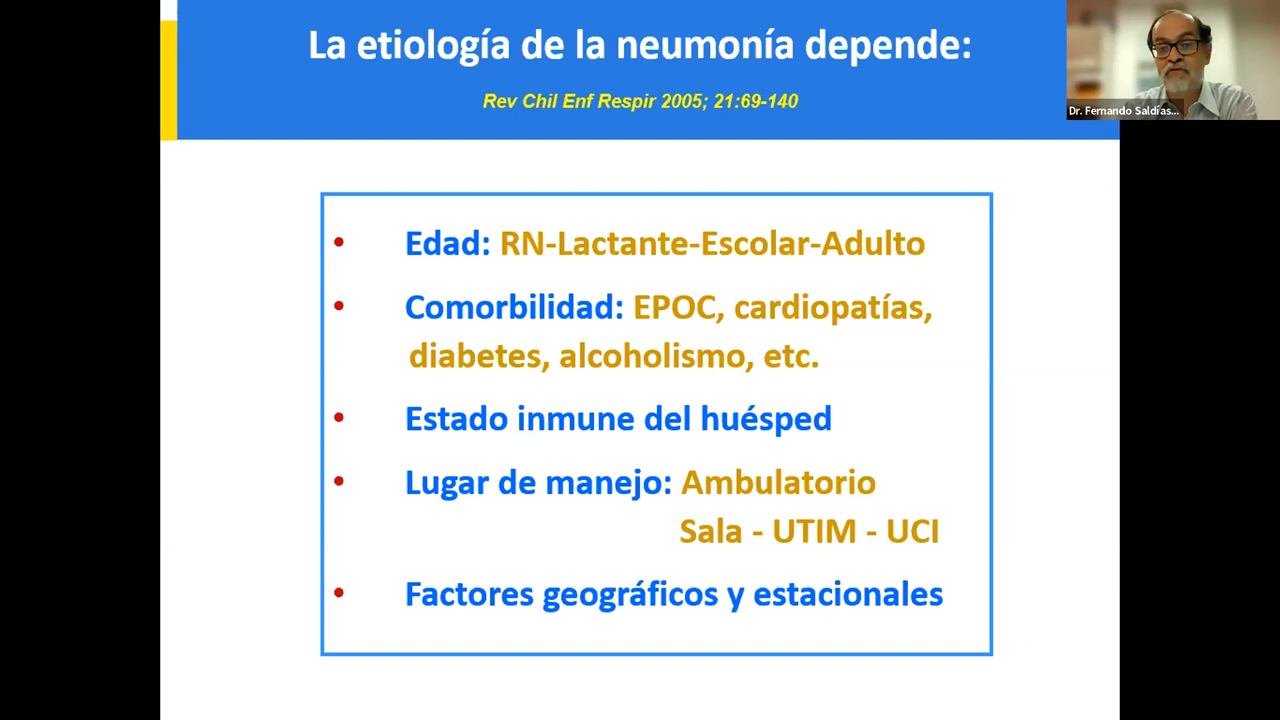 La etiología de la neumonía depende:
Rev Chil Enf Respir 2005; 21:69-140
Dr. Fernando Saldías...
• Edad: RN-Lactante-Escolar-Adulto
• Comorbilidad: EPOC, cardiopatías,
diabetes, alcoholismo, etc.
• Estado inmune del huésped
• Lugar de manejo: Ambulatorio
Sala - UTIM - UCI
• Factores geográficos y estacionales